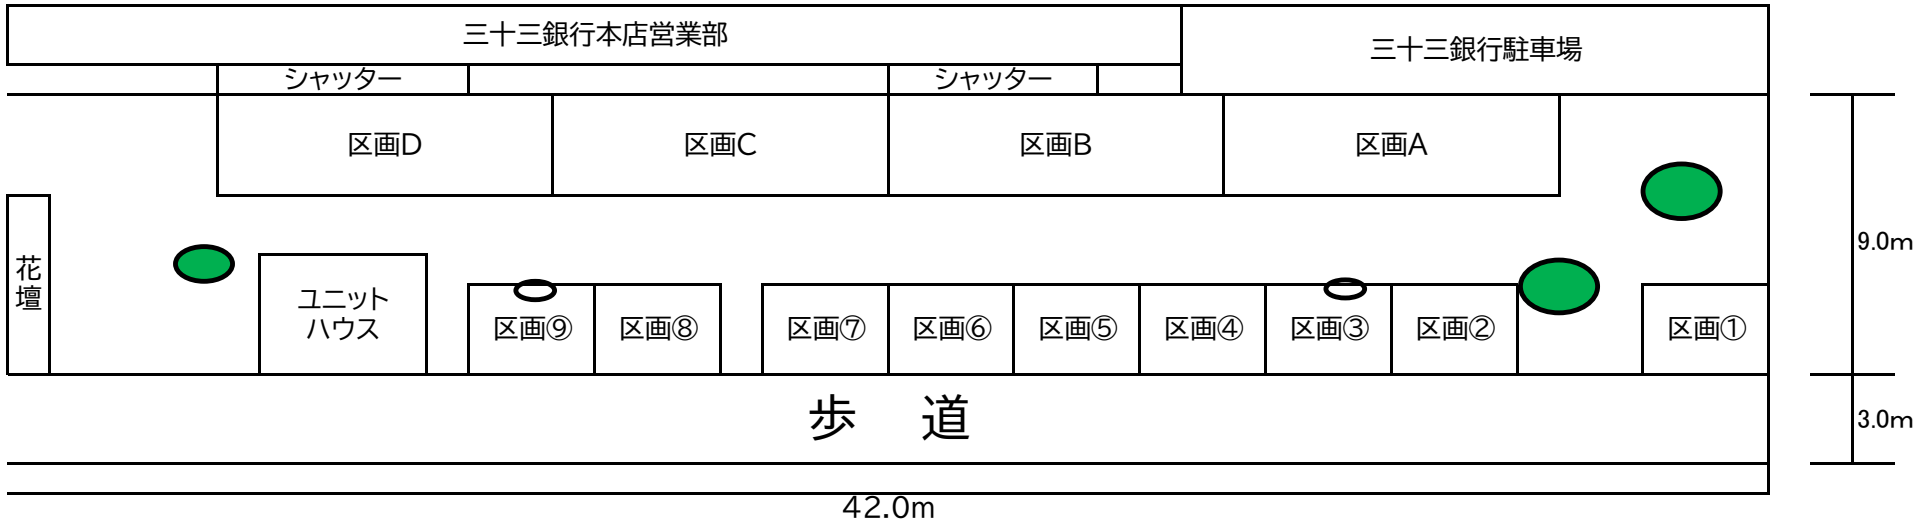 三十三銀行本店営業部
三十三銀行駐車場
シャッター
シャッター
区画D
区画C
区画B
区画A
9.0m
花
壇
ユニット
ハウス
区画⑨
区画⑧
区画⑦
区画⑥
区画⑤
区画④
区画③
区画②
区画①
歩 道
3.0m
42.0m